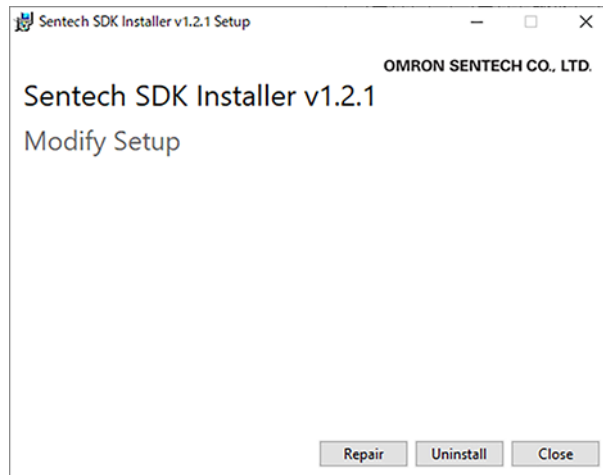 Sentech SDK Installer v1.2.1 Setup
OMRON SENTECH CO., LTD.
Sentech SDK Installer v1.2.1
Modify Setup
Repair
Uninstall
Close